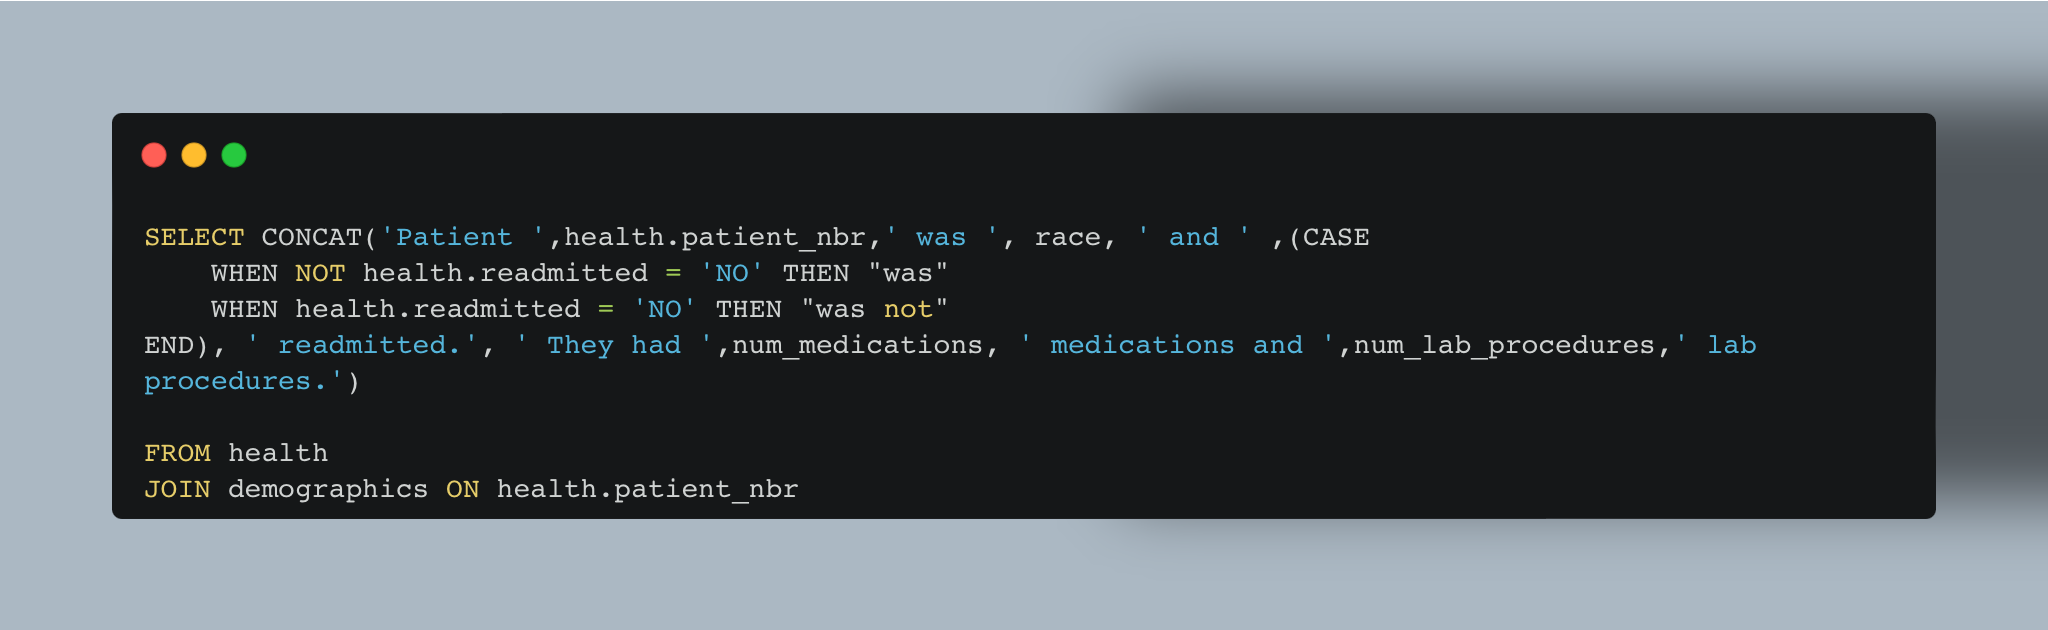 SELECT CONCAT('Patient ',health.patient_nbr,' was ', race, ' and ' ,(CASE
    WHEN NOT health.readmitted = 'NO' THEN "was"
    WHEN health.readmitted = 'NO' THEN "was not"
END), ' readmitted.', ' They had ',num_medications, ' medications and ',num_lab_procedures,' lab
procedures.')
FROM health
JOIN demographics ON health.patient_nbr